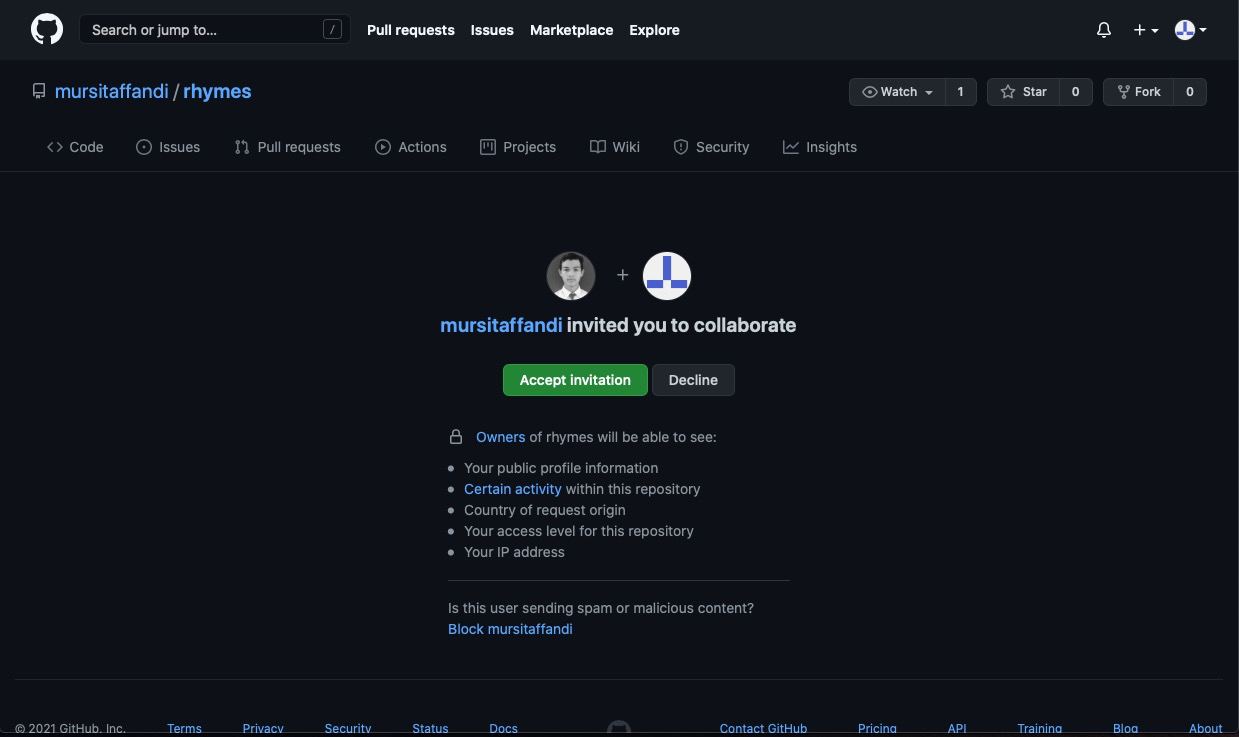 Search or jump to... /
Pull requests Issues Marketplace Explore
mursitaffandi / rhymes
Watch 1 Star 0 Fork 0
Code Issues Pull requests Actions Projects Wiki Security Insights
+
mursitaffandi invited you to collaborate
Accept invitation Decline
Owners of rhymes will be able to see:
Your public profile information
Certain activity within this repository
Country of request origin
Your access level for this repository
Your IP address
Is this user sending spam or malicious content?
Block mursitaffandi
© 2021 GitHub, Inc. Terms Privacy Security Status Docs Contact GitHub Pricing API Training Blog About